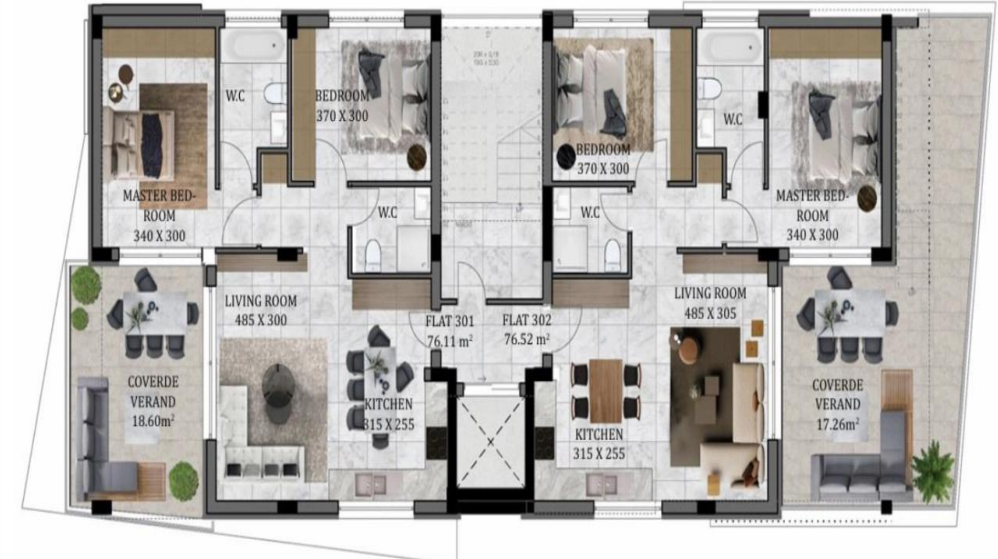 W.C
BEDROOM
370 X 300
BEDROOM
370 X 300
W.C
MASTER BED-
ROOM
340 X 300
W.C
W.C
MASTER BED-
ROOM
340 X 300
LIVING ROOM
485 X 300
FLAT 301
76.11 m²
FLAT 302
76.52 m²
LIVING ROOM
485 X 305
COVERDE
VERAND
18.60m²
KITCHEN
315 X 255
KITCHEN
315 X 255
COVERDE
VERAND
17.26m²